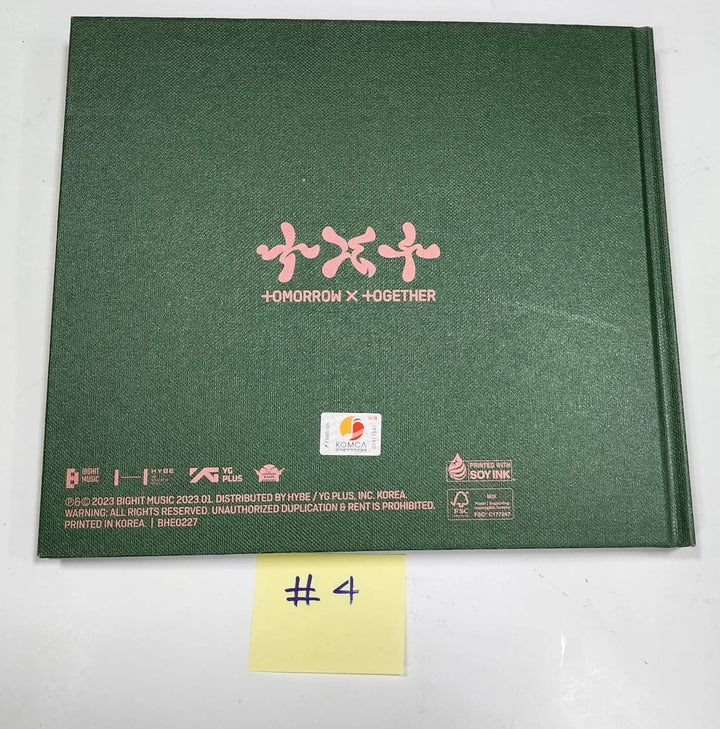 TXT
TOMORROW X TOGETHER
KOMCA
BIGHIT
MUSIC
HYBE
YG
PLUS
PRINTED WITH
SOY INK
℗&© 2023 BIGHIT MUSIC 2023.01. DISTRIBUTED BY HYBE / YG PLUS, INC. KOREA.
WARNING: ALL RIGHTS RESERVED. UNAUTHORIZED DUPLICATION & RENT IS PROHIBITED.
PRINTED IN KOREA. | BHE0227
FSC
MIX
#4